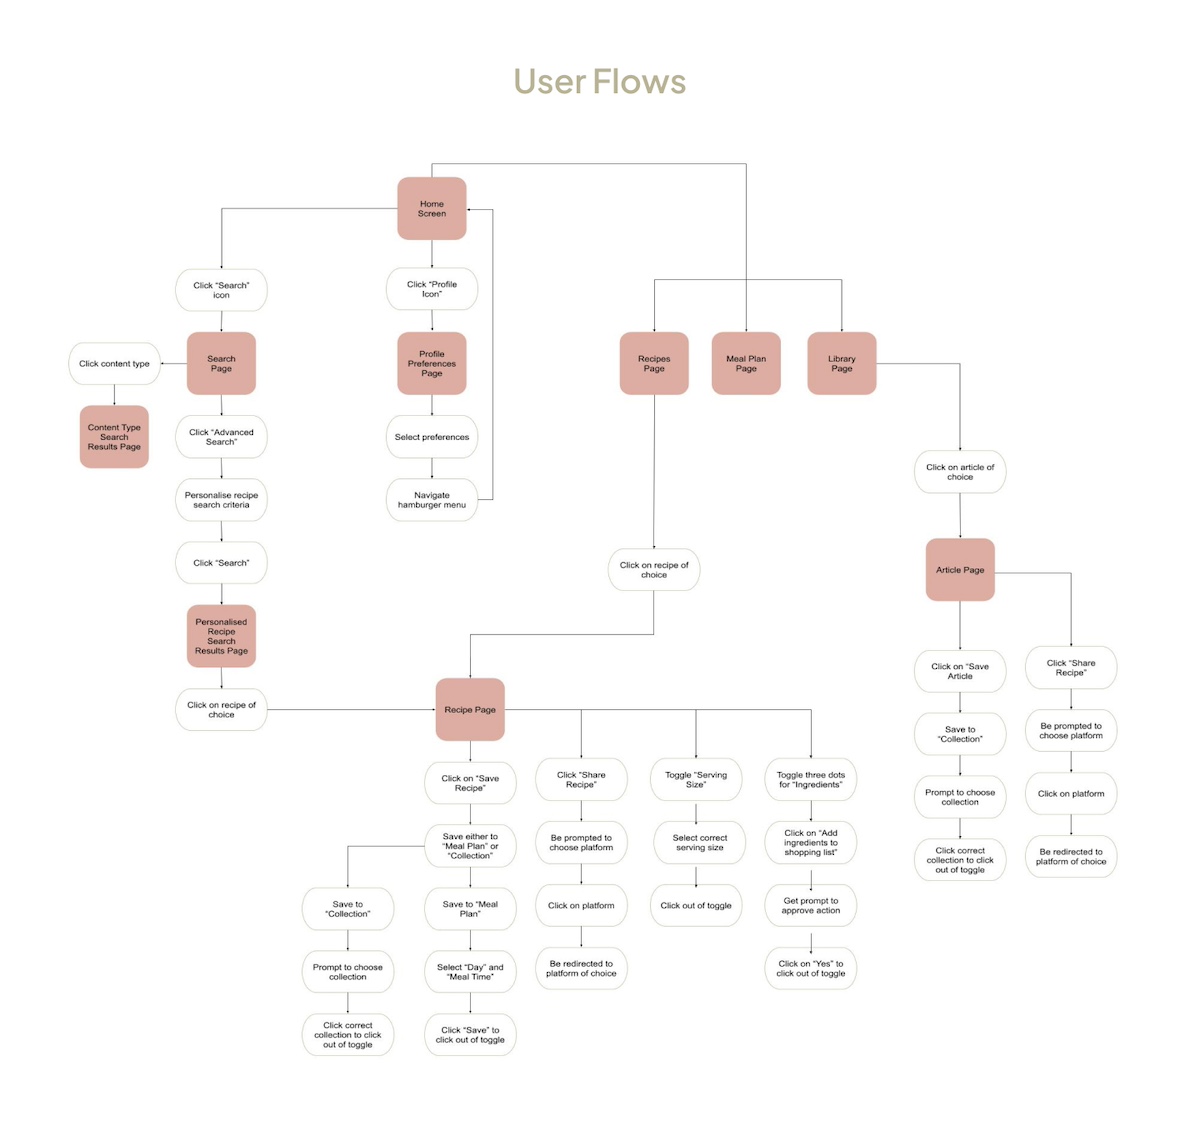 User Flows
Home
Screen
Click “Search”
icon
Click “Profile
Icon”
Search
Page
Click content type
Content Type
Search
Results Page
Click “Advanced
Search”
Personalise recipe
search criteria
Click “Search”
Personalised
Recipe
Search
Results Page
Click on recipe of
choice
Profile
Preferences
Page
Select preferences
Navigate
hamburger menu
Recipes
Page
Meal Plan
Page
Library
Page
Click on recipe of
choice
Click on article of
choice
Article Page
Click on “Save
Article
Save to
“Collection”
Prompt to choose
collection
Click correct
collection to click
out of toggle
Click “Share
Recipe”
Be prompted to
choose platform
Click on platform
Be redirected to
platform of choice
Recipe Page
Click on “Save
Recipe”
Save either to
“Meal Plan” or
“Collection”
Save to
“Collection”
Prompt to choose
collection
Click correct
collection to click
out of toggle
Save to “Meal
Plan”
Select “Day” and
“Meal Time”
Click “Save” to
click out of toggle
Click “Share
Recipe”
Be prompted to
choose platform
Click on platform
Be redirected to
platform of choice
Toggle “Serving
Size”
Select correct
serving size
Click out of toggle
Toggle three dots
for “Ingredients”
Click on “Add
ingredients to
shopping list”
Get prompt to
approve action
Click on “Yes” to
click out of toggle